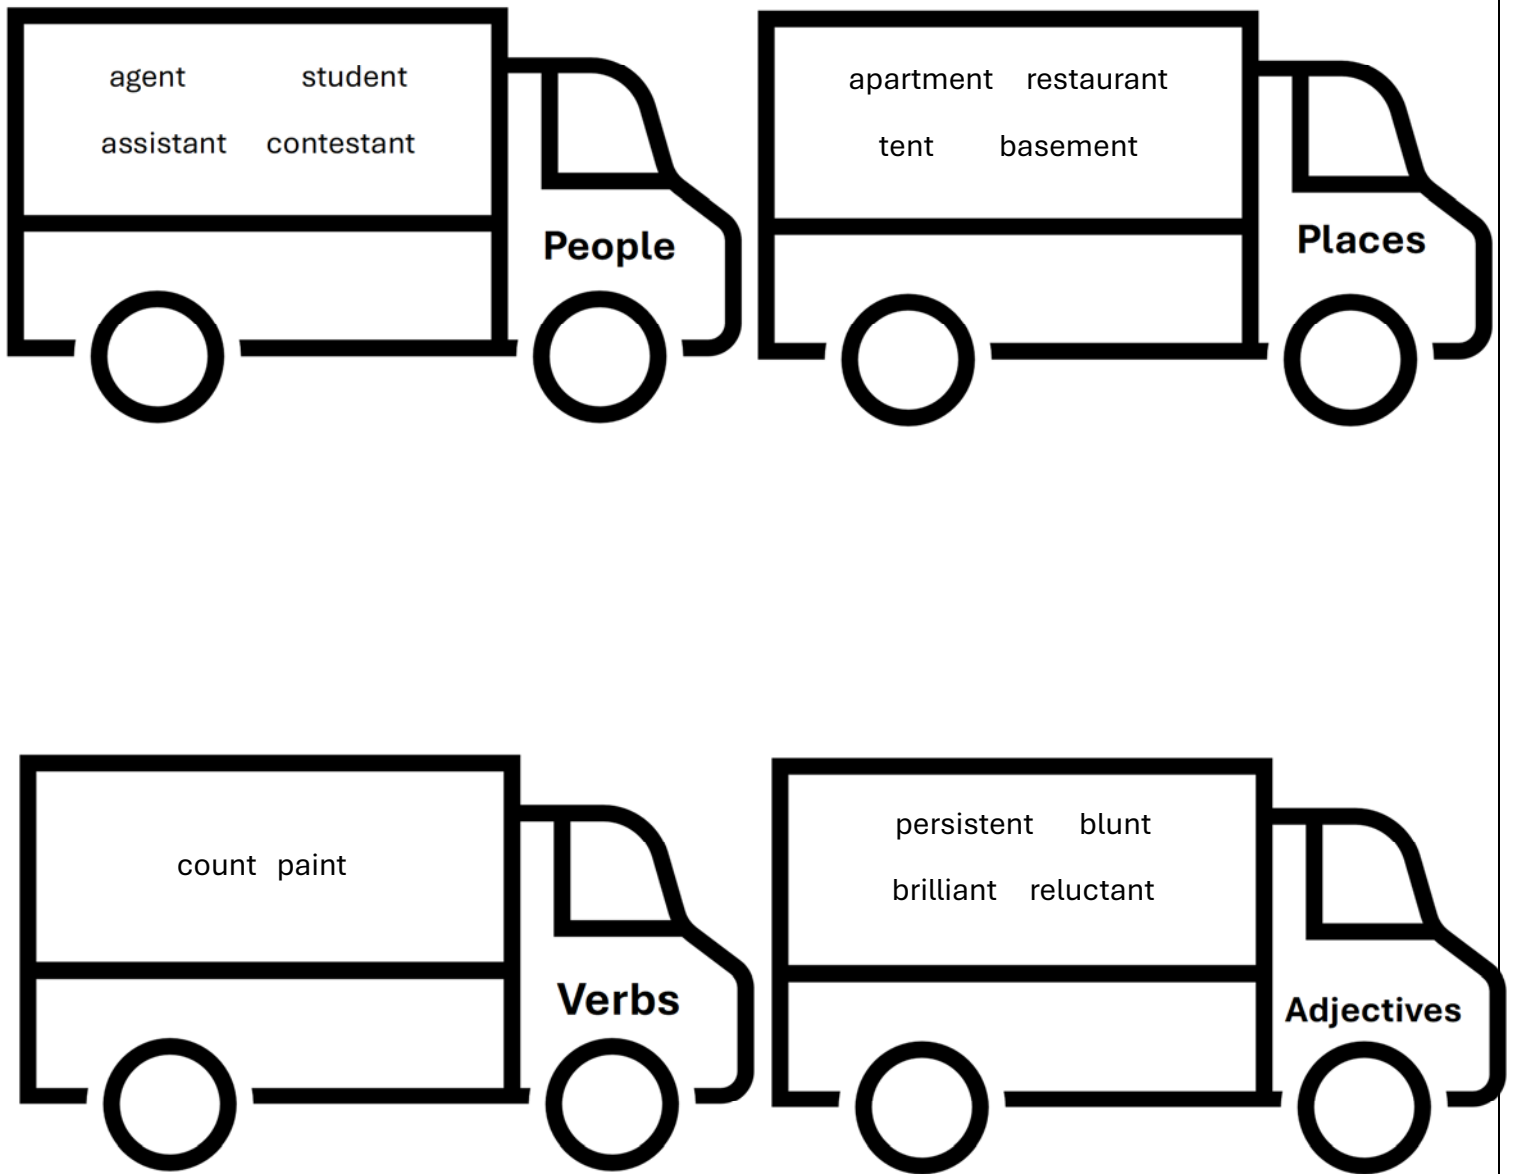 agent student
assistant contestant
People
apartment restaurant
tent basement
Places
count paint
Verbs
persistent blunt
brilliant reluctant
Adjectives